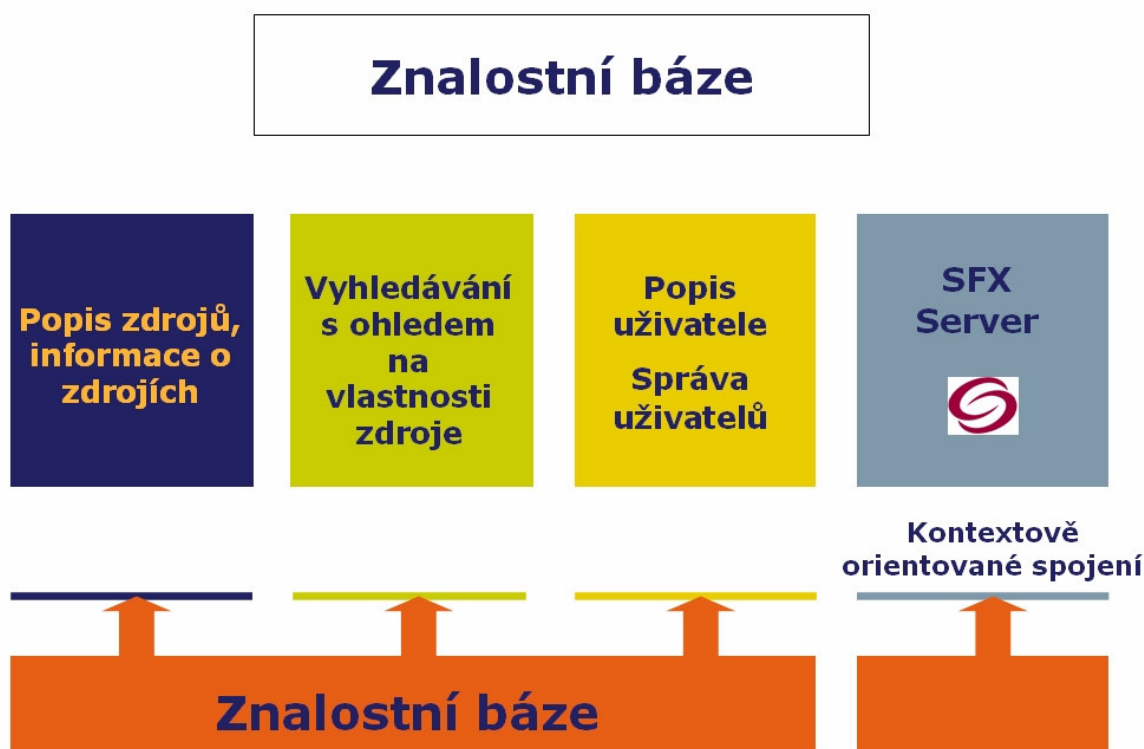 Znalostní báze
Popis zdrojů,
informace o
zdrojích
Vyhledávání
s ohledem
na
vlastnosti
zdroje
Popis
uživatele
Správa
uživatelů
SFX
Server
Kontextově
orientované spojení
Znalostní báze